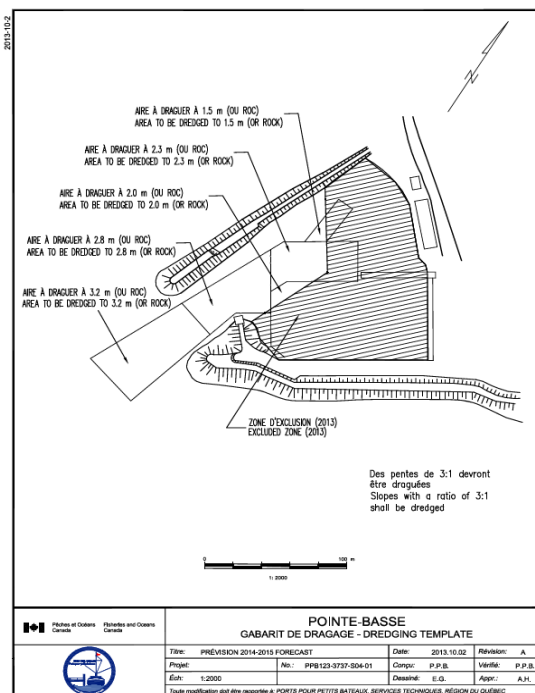 2013-10-2
N
AIRE À DRAGUER À 1.5 m (OU ROC)
AREA TO BE DREDGED TO 1.5 m (OR ROCK)
AIRE À DRAGUER À 2.3 m (OU ROC)
AREA TO BE DREDGED TO 2.3 m (OR ROCK)
AIRE À DRAGUER À 2.0 m (OU ROC)
AREA TO BE DREDGED TO 2.0 m (OR ROCK)
AIRE À DRAGUER À 2.8 m (OU ROC)
AREA TO BE DREDGED TO 2.8 m (OR ROCK)
AIRE À DRAGUER À 3.2 m (OU ROC)
AREA TO BE DREDGED TO 3.2 m (OR ROCK)
ZONE D'EXCLUSION (2013)
EXCLUDED ZONE (2013)
Des pentes de 3:1 devront
être draguées
Slopes with a ratio of 3:1
shall be dredged
0 100 m
1: 2000
Pêches et Océans Canada
Fisheries and Oceans Canada
POINTE-BASSE
GABARIT DE DRAGAGE - DREDGING TEMPLATE
Titre: PRÉVISION 2014-2015 FORECAST Date: 2013.10.02 Révision: A
Projet: No.: PPB123-3737-S04-01 Conçu: P.P.B. Vérifié: P.P.B.
Éch: 1:2000 Dessiné: E.G. Appr.: A.H.
Toute modification doit être rapportée à: PORTS POUR PETITS BATEAUX, SERVICES TECHNIQUES, RÉGION DU QUÉBEC